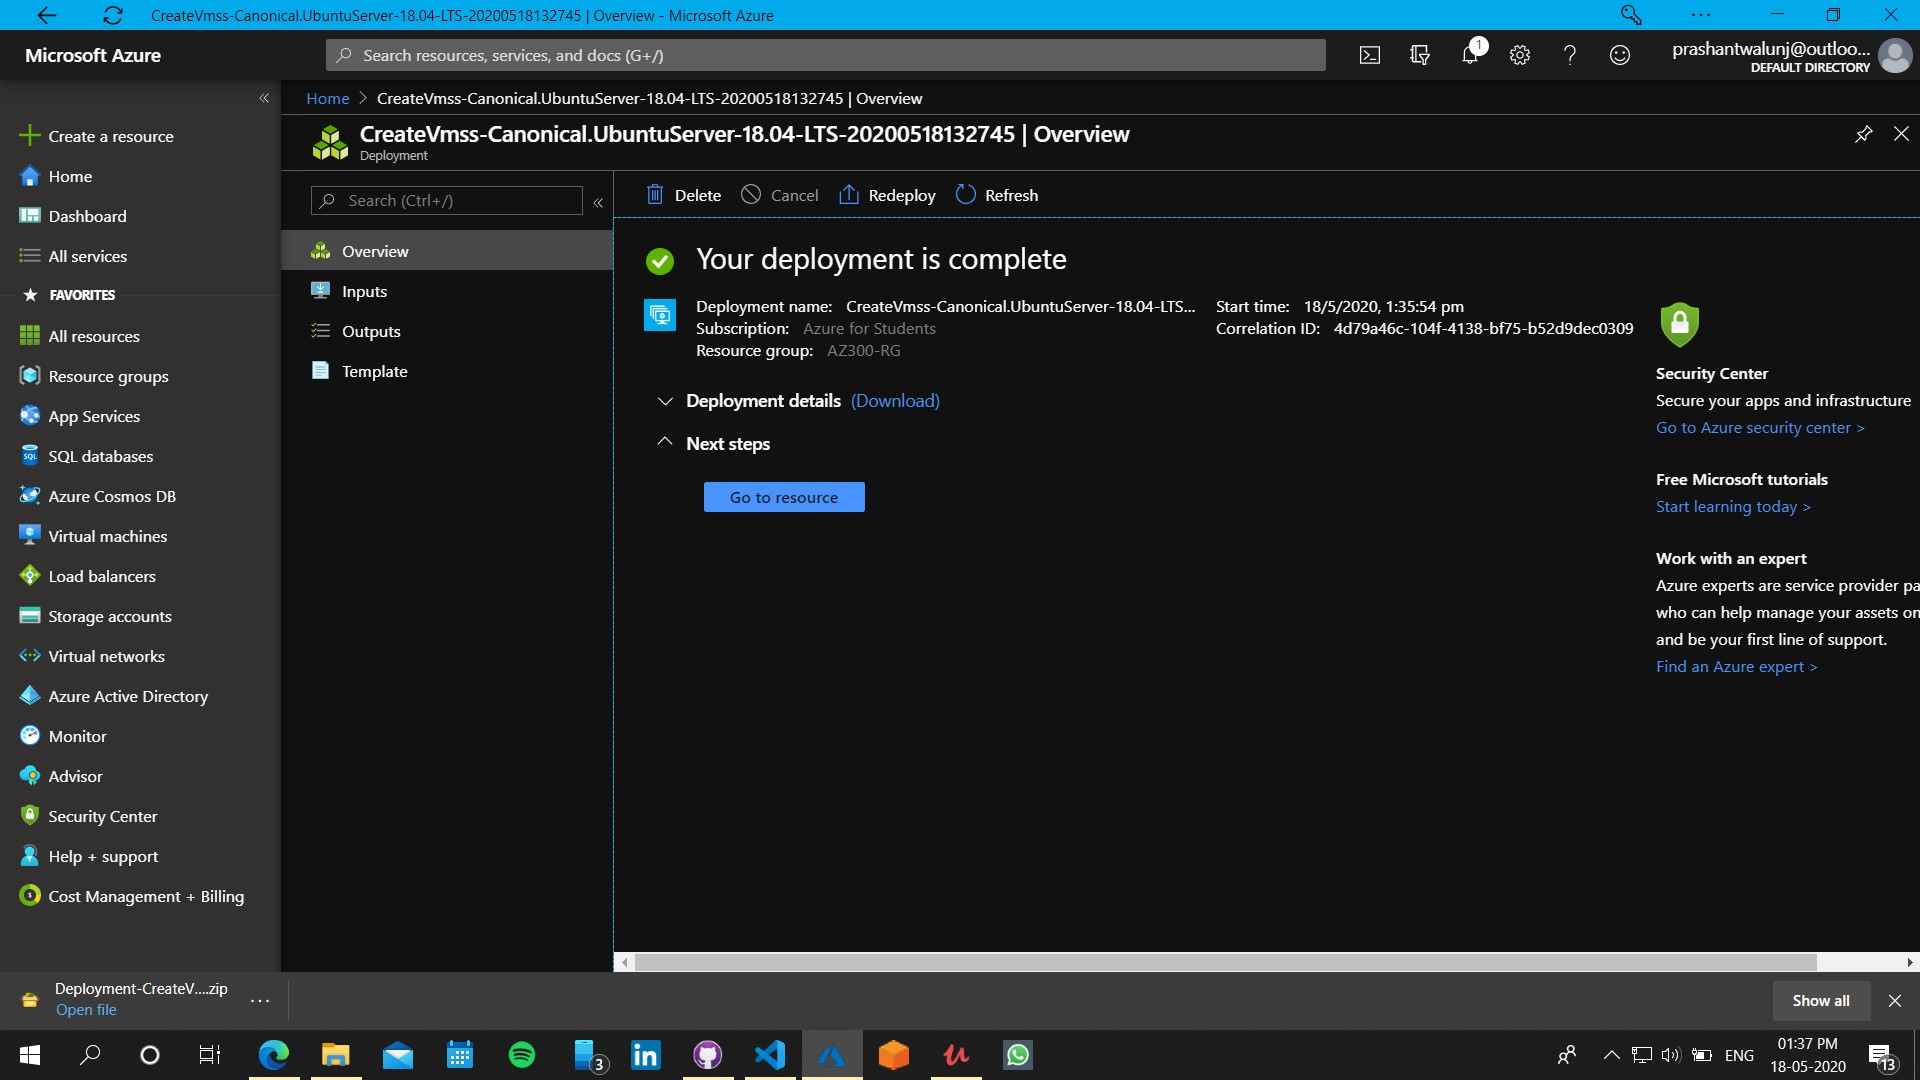 CreateVmss-Canonical.UbuntuServer-18.04-LTS-20200518132745 | Overview - Microsoft Azure
Microsoft Azure
Search resources, services, and docs (G+/)
1
prashantwalunj@outloo...
DEFAULT DIRECTORY
Home > CreateVmss-Canonical.UbuntuServer-18.04-LTS-20200518132745 | Overview
CreateVmss-Canonical.UbuntuServer-18.04-LTS-20200518132745 | Overview
Deployment
Create a resource
Home
Dashboard
All services
FAVORITES
All resources
Resource groups
App Services
SQL databases
Azure Cosmos DB
Virtual machines
Load balancers
Storage accounts
Virtual networks
Azure Active Directory
Monitor
Advisor
Security Center
Help + support
Cost Management + Billing
Search (Ctrl+/)
Overview
Inputs
Outputs
Template
Delete Cancel Redeploy Refresh
Your deployment is complete
Deployment name: CreateVmss-Canonical.UbuntuServer-18.04-LTS...
Subscription: Azure for Students
Resource group: AZ300-RG
Start time: 18/5/2020, 1:35:54 pm
Correlation ID: 4d79a46c-104f-4138-bf75-b52d9dec0309
Deployment details (Download)
Next steps
Go to resource
Security Center
Secure your apps and infrastructure
Go to Azure security center >
Free Microsoft tutorials
Start learning today >
Work with an expert
Azure experts are service provider pa
who can help manage your assets on
and be your first line of support.
Find an Azure expert >
Deployment-CreateV....zip
Open file
...
Show all
3
ENG
01:37 PM
18-05-2020
13